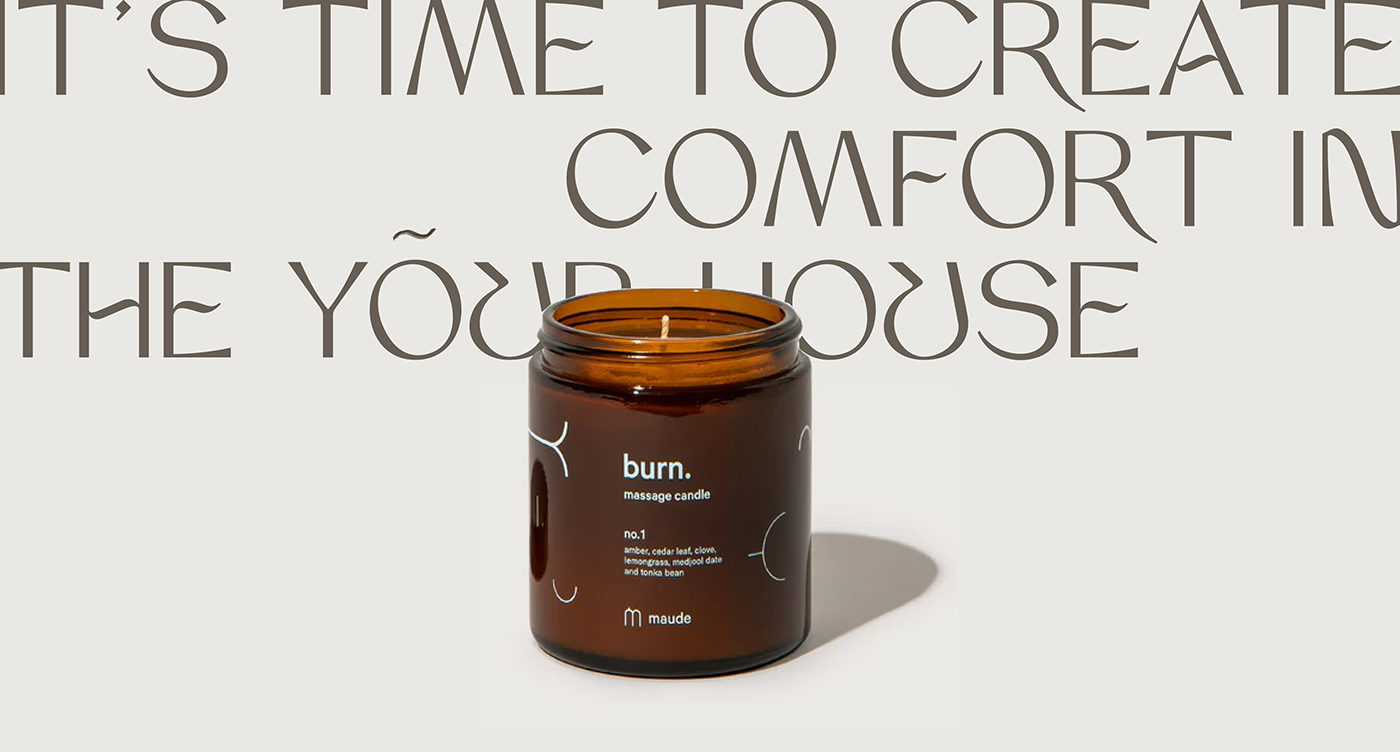 IT’S TIME TO CREATE
COMFORT IN
THE YÕUR HOUSE
burn.
massage candle
no.1
amber, cedar leaf, clove,
lemongrass, medjool date
and tonka bean
maude